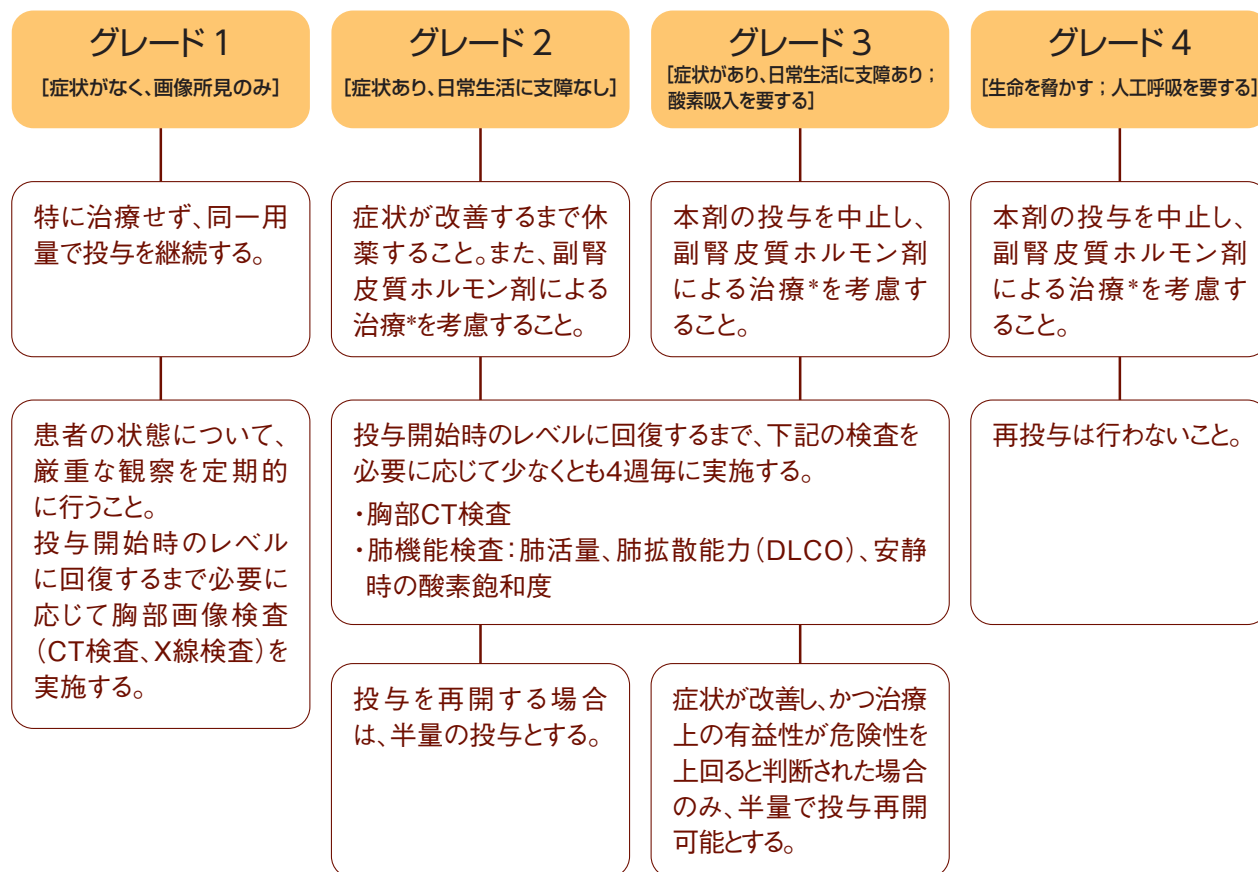 グレード1
[症状がなく、画像所見のみ]
グレード2
[症状あり、日常生活に支障なし]
グレード3
[症状があり、日常生活に支障あり；
酸素吸入を要する]
グレード4
[生命を脅かす；人工呼吸を要する]
特に治療せず、同一用
量で投与を継続する。
症状が改善するまで休
薬すること。また、副腎
皮質ホルモン剤による
治療*を考慮すること。
本剤の投与を中止し、
副腎皮質ホルモン剤
による治療*を考慮す
ること。
本剤の投与を中止し、
副腎皮質ホルモン剤
による治療*を考慮す
ること。
患者の状態について、
厳重な観察を定期的
に行うこと。
投与開始時のレベル
に回復するまで必要に
応じて胸部画像検査
（CT検査、X線検査）を
実施する。
投与開始時のレベルに回復するまで、下記の検査を
必要に応じて少なくとも4週毎に実施する。
・胸部CT検査
・肺機能検査：肺活量、肺拡散能力（DLCO）、安静
時の酸素飽和度
再投与は行わないこと。
投与を再開する場合
は、半量の投与とする。
症状が改善し、かつ治療
上の有益性が危険性を
上回ると判断された場合
のみ、半量で投与再開
可能とする。